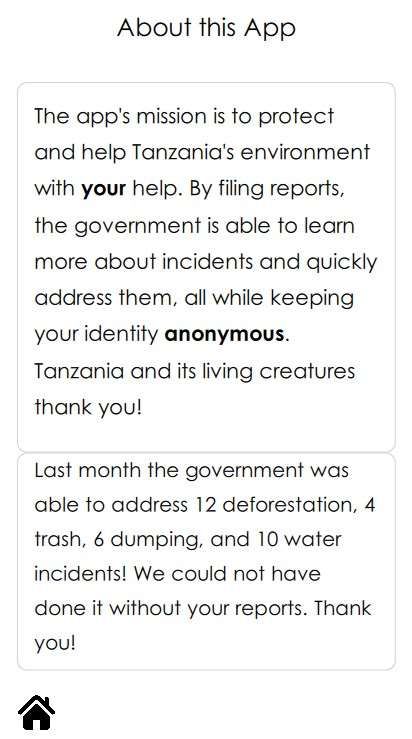 About this App
The app's mission is to protect
and help Tanzania's environment
with your help. By filing reports,
the government is able to learn
more about incidents and quickly
address them, all while keeping
your identity anonymous.
Tanzania and its living creatures
thank you!
Last month the government was
able to address 12 deforestation, 4
trash, 6 dumping, and 10 water
incidents! We could not have
done it without your reports. Thank
you!